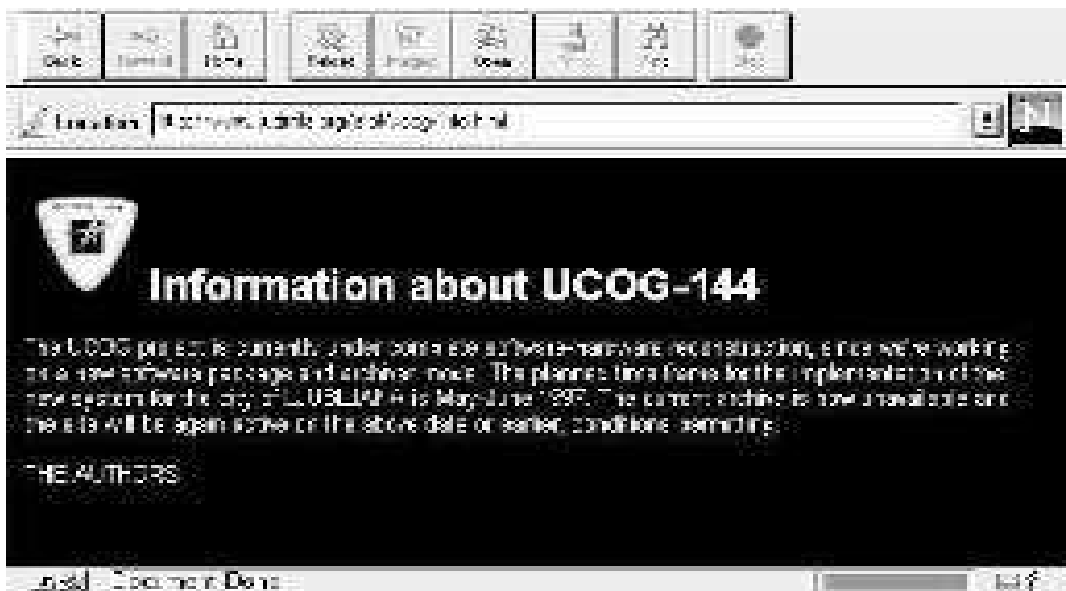 Back Forward Home Reload Images Open Print Find Stop
Location:
Information about UCOG-144
The UCOG project is currently under complete software-hardware reconstruction, since we're working
on a new software package and archives mode. The planned time frame for the implementation of the
new system for the city of LJUBLJANA is May-June 1997. The current archive is now unavailable and
the site will be again active on the above date or earlier, conditions permitting.
THE AUTHORS
Document: Done